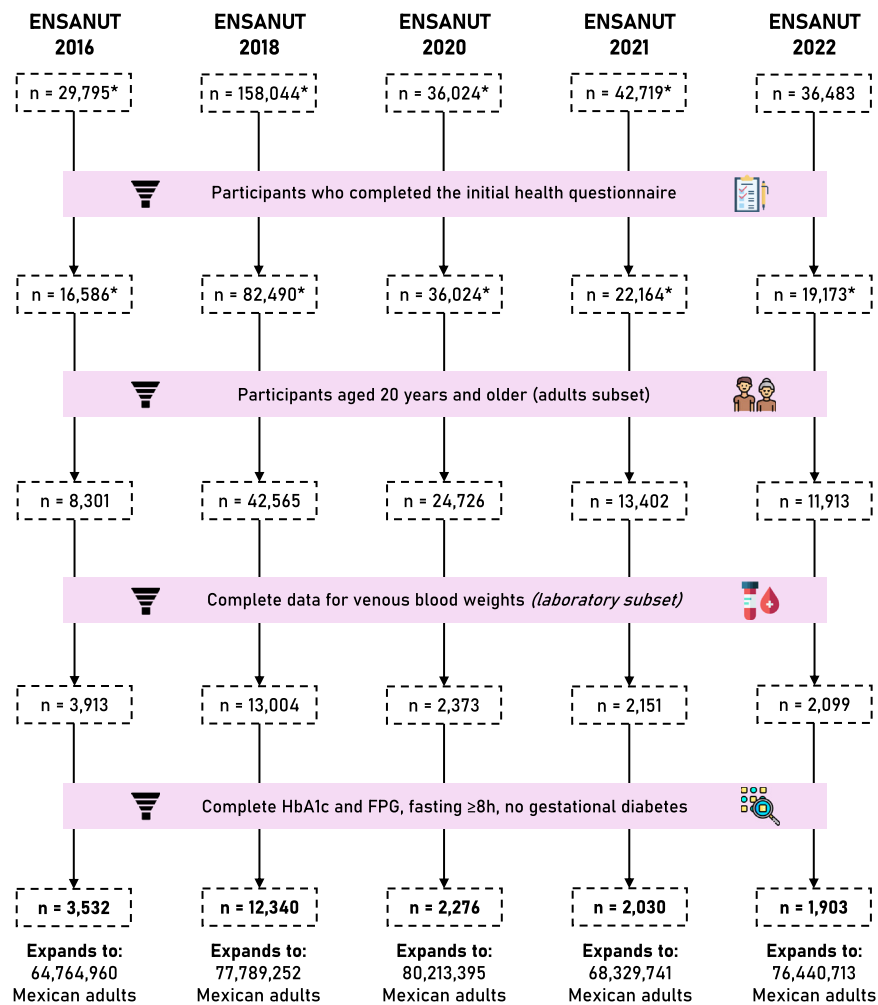 ENSANUT 2016
ENSANUT 2018
ENSANUT 2020
ENSANUT 2021
ENSANUT 2022
n = 29,795*
n = 158,044*
n = 36,024*
n = 42,719*
n = 36,483
Participants who completed the initial health questionnaire
n = 16,586*
n = 82,490*
n = 36,024*
n = 22,164*
n = 19,173*
Participants aged 20 years and older (adults subset)
n = 8,301
n = 42,565
n = 24,726
n = 13,402
n = 11,913
Complete data for venous blood weights (laboratory subset)
n = 3,913
n = 13,004
n = 2,373
n = 2,151
n = 2,099
Complete HbA1c and FPG, fasting ≥8h, no gestational diabetes
n = 3,532
n = 12,340
n = 2,276
n = 2,030
n = 1,903
Expands to:
64,764,960
Mexican adults
Expands to:
77,789,252
Mexican adults
Expands to:
80,213,395
Mexican adults
Expands to:
68,329,741
Mexican adults
Expands to:
76,440,713
Mexican adults